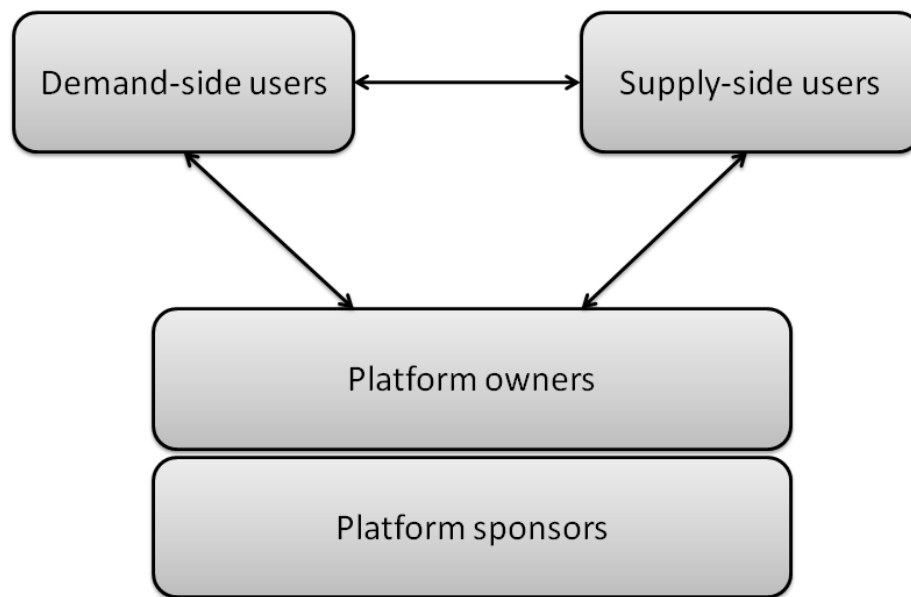 Demand-side users
Supply-side users
Platform owners
Platform sponsors